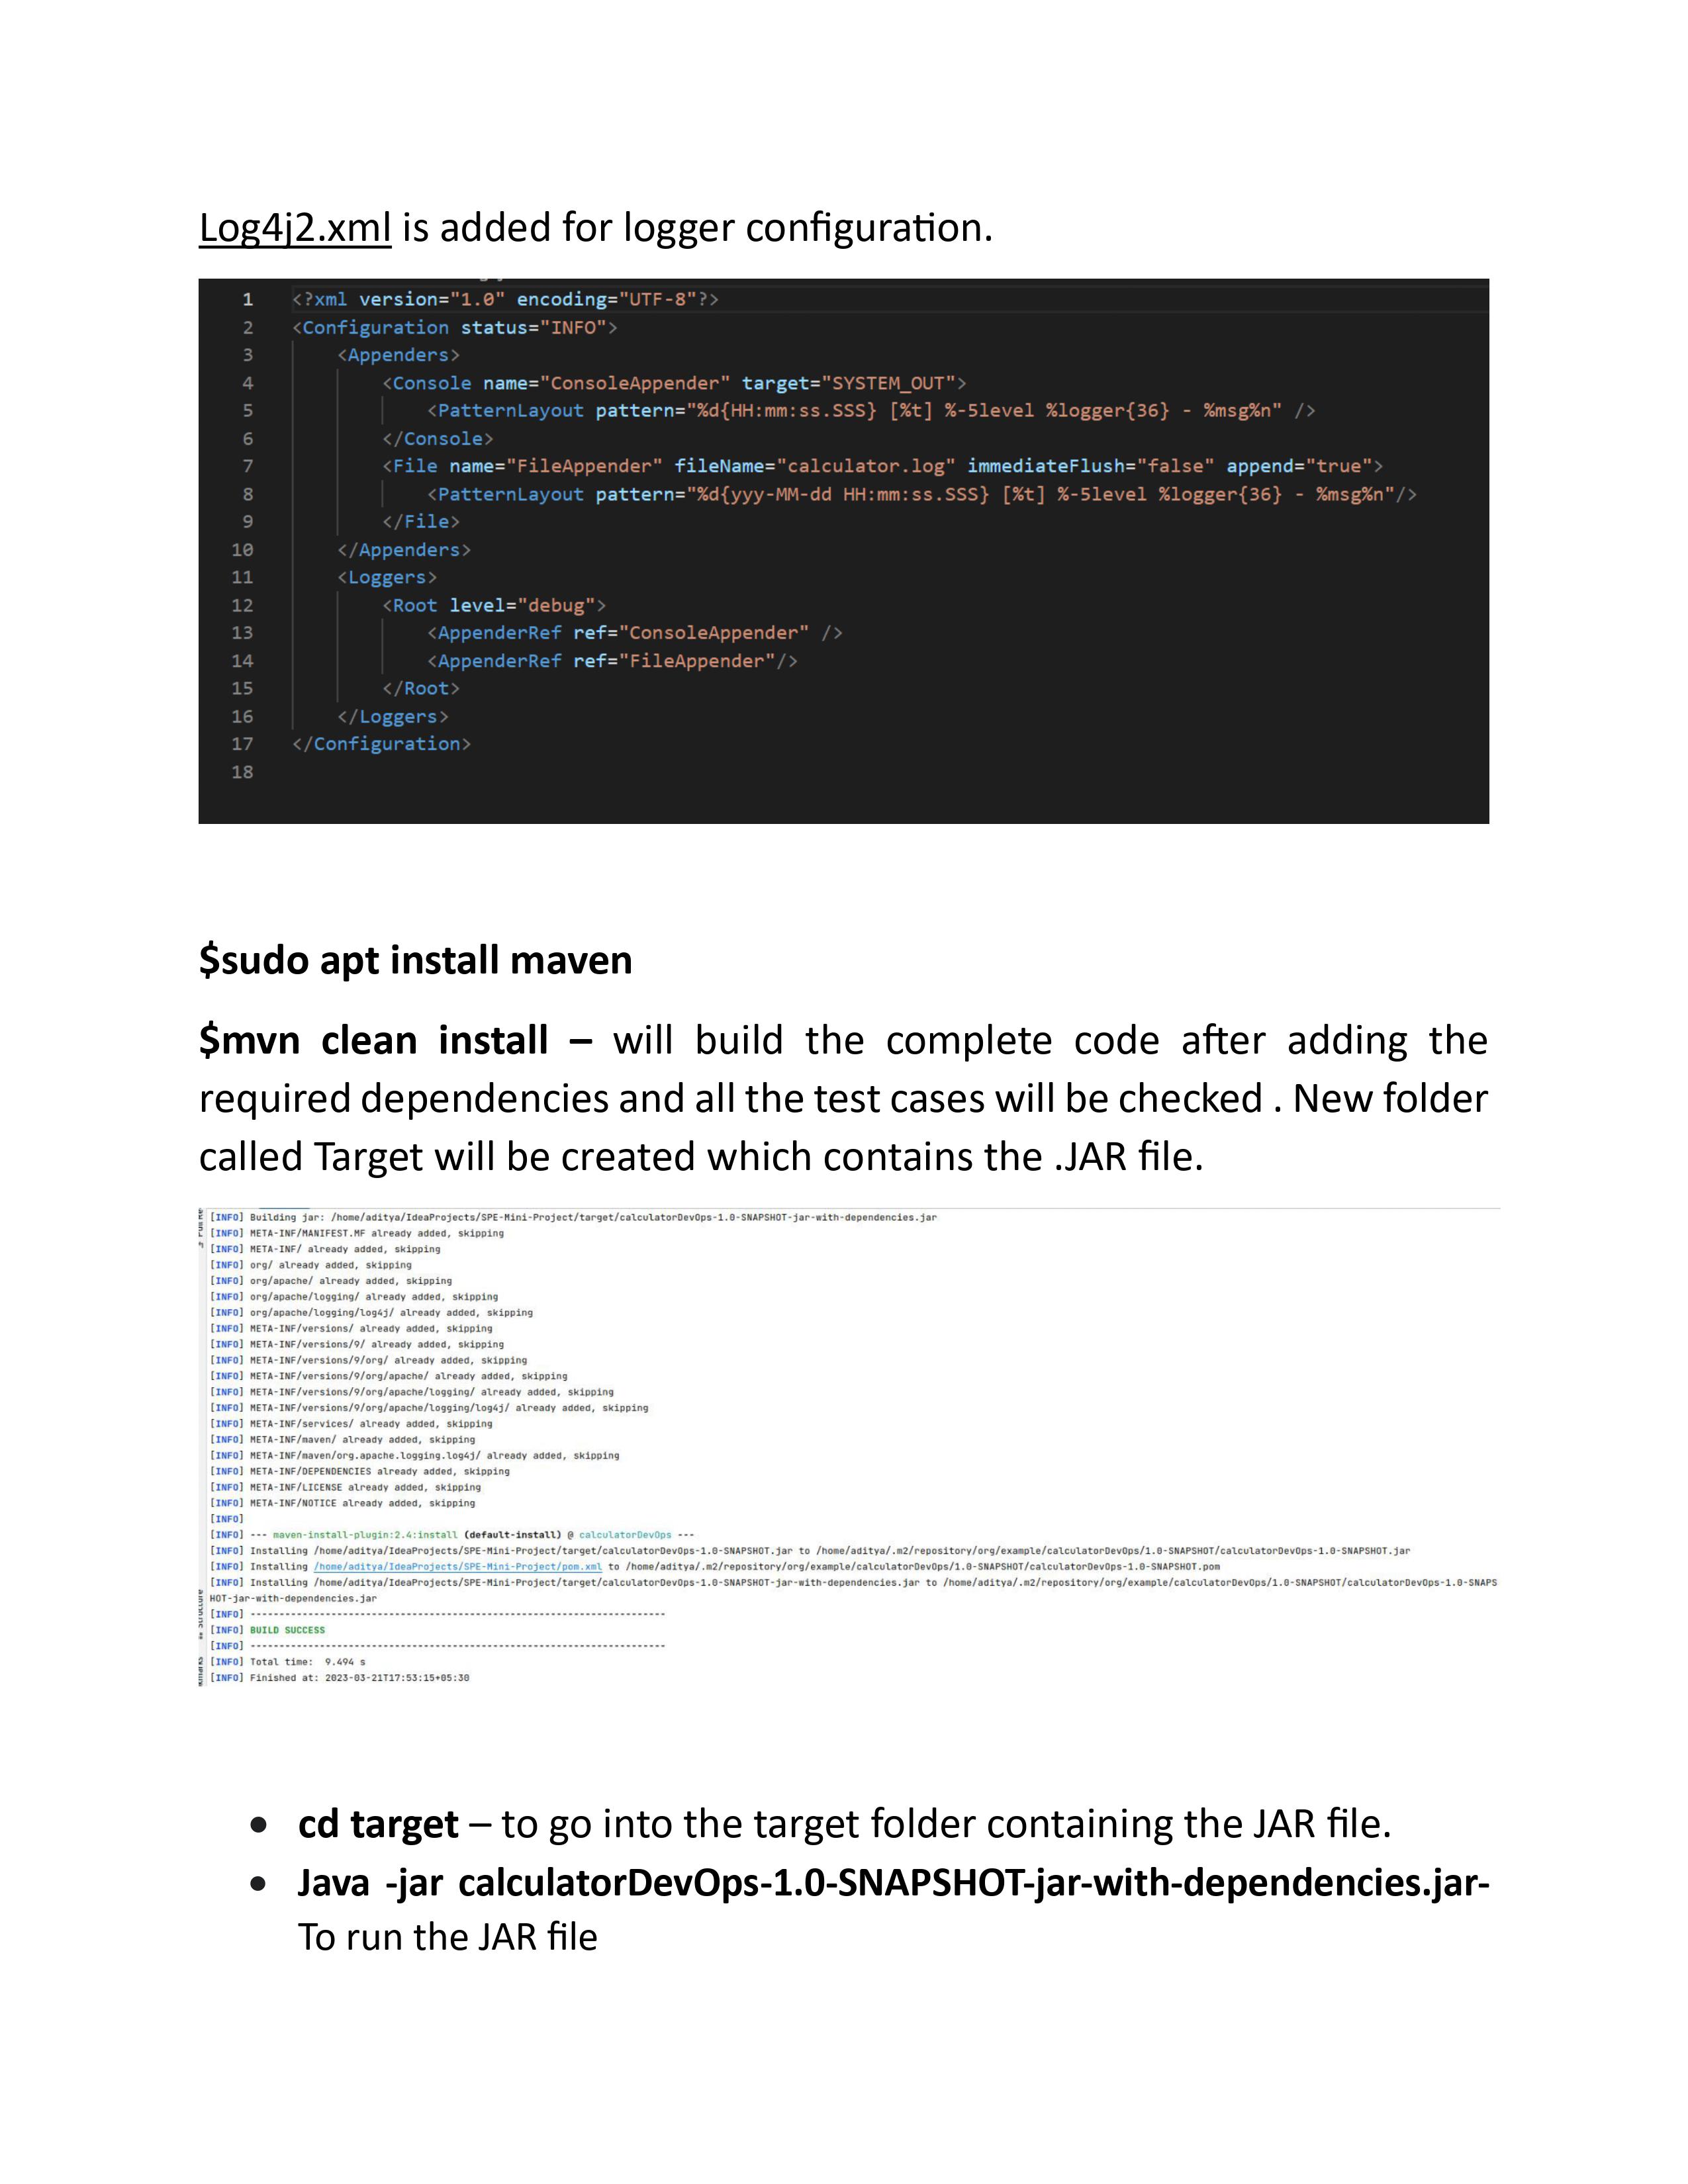 Log4j2.xml is added for logger configuration.
1 <?xml version="1.0" encoding="UTF-8"?>
2 <Configuration status="INFO">
3 <Appenders>
4 <Console name="ConsoleAppender" target="SYSTEM_OUT">
5 <PatternLayout pattern="%d{HH:mm:ss.SSS} [%t] %-5level %logger{36} - %msg%n" />
6 </Console>
7 <File name="FileAppender" fileName="calculator.log" immediateFlush="false" append="true">
8 <PatternLayout pattern="%d{yyy-MM-dd HH:mm:ss.SSS} [%t] %-5level %logger{36} - %msg%n"/>
9 </File>
10 </Appenders>
11 <Loggers>
12 <Root level="debug">
13 <AppenderRef ref="ConsoleAppender" />
14 <AppenderRef ref="FileAppender"/>
15 </Root>
16 </Loggers>
17 </Configuration>
18
$sudo apt install maven
$mvn clean install – will build the complete code after adding the
required dependencies and all the test cases will be checked . New folder
called Target will be created which contains the .JAR file.
[INFO] Building jar: /home/aditya/IdeaProjects/SPE-Mini-Project/target/calculatorDevOps-1.0-SNAPSHOT-jar-with-dependencies.jar
[INFO] META-INF/MANIFEST.MF already added, skipping
[INFO] META-INF/ already added, skipping
[INFO] org/ already added, skipping
[INFO] org/apache/ already added, skipping
[INFO] org/apache/logging/ already added, skipping
[INFO] org/apache/logging/log4j/ already added, skipping
[INFO] META-INF/versions/ already added, skipping
[INFO] META-INF/versions/9/ already added, skipping
[INFO] META-INF/versions/9/org/ already added, skipping
[INFO] META-INF/versions/9/org/apache/ already added, skipping
[INFO] META-INF/versions/9/org/apache/logging/ already added, skipping
[INFO] META-INF/versions/9/org/apache/logging/log4j/ already added, skipping
[INFO] META-INF/services/ already added, skipping
[INFO] META-INF/maven/ already added, skipping
[INFO] META-INF/maven/org.apache.logging.log4j/ already added, skipping
[INFO] META-INF/DEPENDENCIES already added, skipping
[INFO] META-INF/LICENSE already added, skipping
[INFO] META-INF/NOTICE already added, skipping
[INFO]
[INFO] --- maven-install-plugin:2.4:install (default-install) @ calculatorDevOps ---
[INFO] Installing /home/aditya/IdeaProjects/SPE-Mini-Project/target/calculatorDevOps-1.0-SNAPSHOT.jar to /home/aditya/.m2/repository/org/example/calculatorDevOps/1.0-SNAPSHOT/calculatorDevOps-1.0-SNAPSHOT.jar
[INFO] Installing /home/aditya/IdeaProjects/SPE-Mini-Project/pom.xml to /home/aditya/.m2/repository/org/example/calculatorDevOps/1.0-SNAPSHOT/calculatorDevOps-1.0-SNAPSHOT.pom
[INFO] Installing /home/aditya/IdeaProjects/SPE-Mini-Project/target/calculatorDevOps-1.0-SNAPSHOT-jar-with-dependencies.jar to /home/aditya/.m2/repository/org/example/calculatorDevOps/1.0-SNAPSHOT/calculatorDevOps-1.0-SNAPS
HOT-jar-with-dependencies.jar
[INFO] ------------------------------------------------------------------------
[INFO] BUILD SUCCESS
[INFO] ------------------------------------------------------------------------
[INFO] Total time: 9.494 s
[INFO] Finished at: 2023-03-21T17:53:15+05:30
• cd target – to go into the target folder containing the JAR file.
• Java -jar calculatorDevOps-1.0-SNAPSHOT-jar-with-dependencies.jar-
To run the JAR file